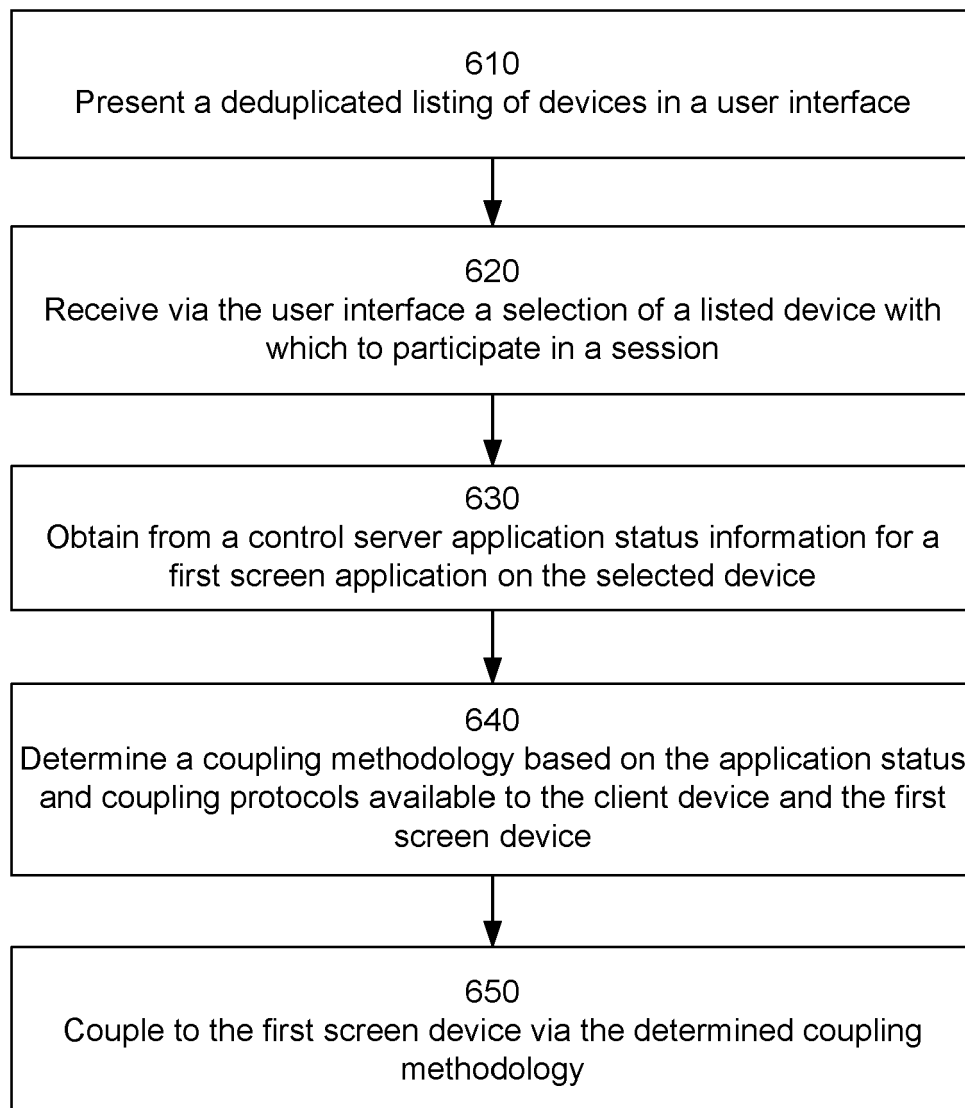 610
Present a deduplicated listing of devices in a user interface
620
Receive via the user interface a selection of a listed device with
which to participate in a session
630
Obtain from a control server application status information for a
first screen application on the selected device
640
Determine a coupling methodology based on the application status
and coupling protocols available to the client device and the first
screen device
650
Couple to the first screen device via the determined coupling
methodology